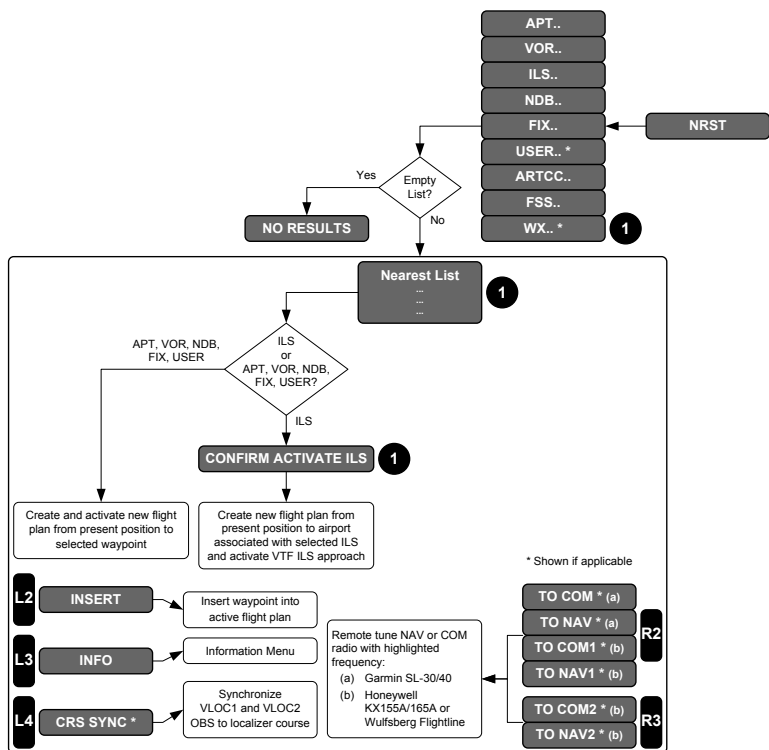 APT..
VOR..
ILS..
NDB..
FIX..
NRST
USER.. *
ARTCC..
FSS..
WX.. *
1
Yes
Empty
List?
NO RESULTS
No
Nearest List
...
...
...
1
APT, VOR, NDB,
FIX, USER
ILS
or
APT, VOR, NDB,
FIX, USER?
ILS
CONFIRM ACTIVATE ILS
1
Create and activate new flight
plan from present position to
selected waypoint
Create new flight plan from
present position to airport
associated with selected ILS
and activate VTF ILS approach
* Shown if applicable
L2
INSERT
Insert waypoint into
active flight plan
L3
INFO
Information Menu
L4
CRS SYNC *
Synchronize
VLOC1 and VLOC2
OBS to localizer course
Remote tune NAV or COM
radio with highlighted
frequency:
(a) Garmin SL-30/40
(b) Honeywell
KX155A/165A or
Wulfsberg Flightline
TO COM * (a)
TO NAV * (a)
TO COM1 * (b)
TO NAV1 * (b)
R2
TO COM2 * (b)
TO NAV2 * (b)
R3